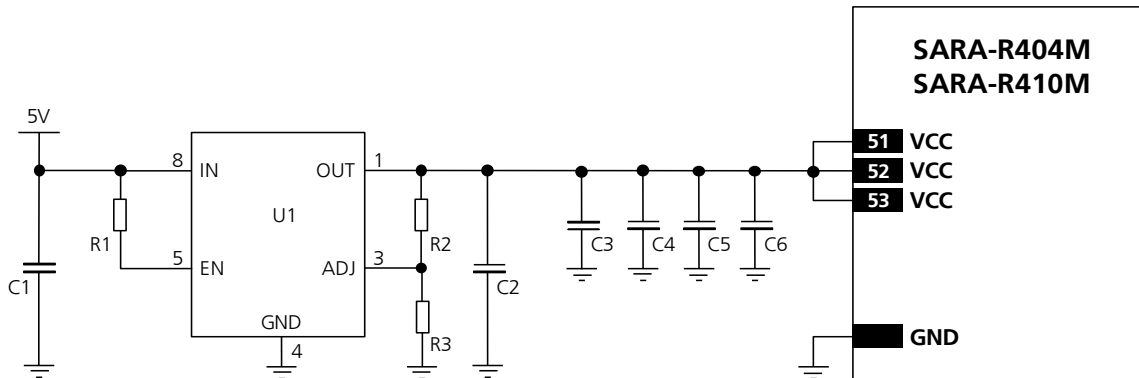 SARA-R404M
SARA-R410M
5V
51 VCC
8 IN OUT 1
52 VCC
53 VCC
U1
R1
R2
C3 C4 C5 C6
5 EN ADJ 3
C1
C2
GND
R3
4
GND